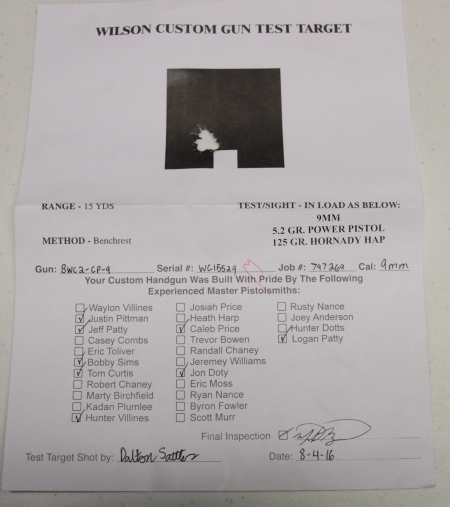 WILSON CUSTOM GUN TEST TARGET
RANGE - 15 YDS
TEST/SIGHT - IN LOAD AS BELOW:
9MM
5.2 GR. POWER PISTOL
METHOD - Benchrest
125 GR. HORNADY HAP
Gun: BWC2-CP-9 Serial #: WC15529 Job #: 797269 Cal: 9mm
Your Custom Handgun Was Built With Pride By The Following
Experienced Master Pistolsmiths:
Waylon Villines
Justin Pittman
Jeff Patty
Casey Combs
Eric Toliver
Bobby Sims
Tom Curtis
Robert Chaney
Marty Birchfield
Kadan Plumlee
Hunter Villines
Josiah Price
Heath Harp
Caleb Price
Trevor Bowen
Randall Chaney
Jeremey Williams
Jon Doty
Eric Moss
Ryan Nance
Byron Fowler
Scott Murr
Rusty Nance
Joey Anderson
Hunter Dotts
Logan Patty
Final Inspection
Test Target Shot by: Dalton Date: 8-4-16